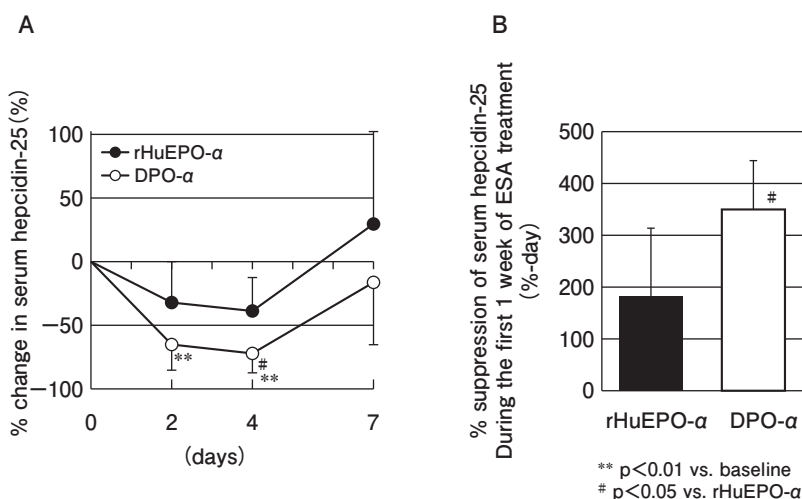 A
% change in serum hepcidin-25 (%)
100
50
0
−50
−100
rHuEPO-α
DPO-α
**
#
**
0
2
4
7
(days)
B
% suppression of serum hepcidin-25
During the first 1 week of ESA treatment
(%-day)
500
400
300
200
100
0
#
rHuEPO-α
DPO-α
** p<0.01 vs. baseline
# p<0.05 vs. rHuEPO-α